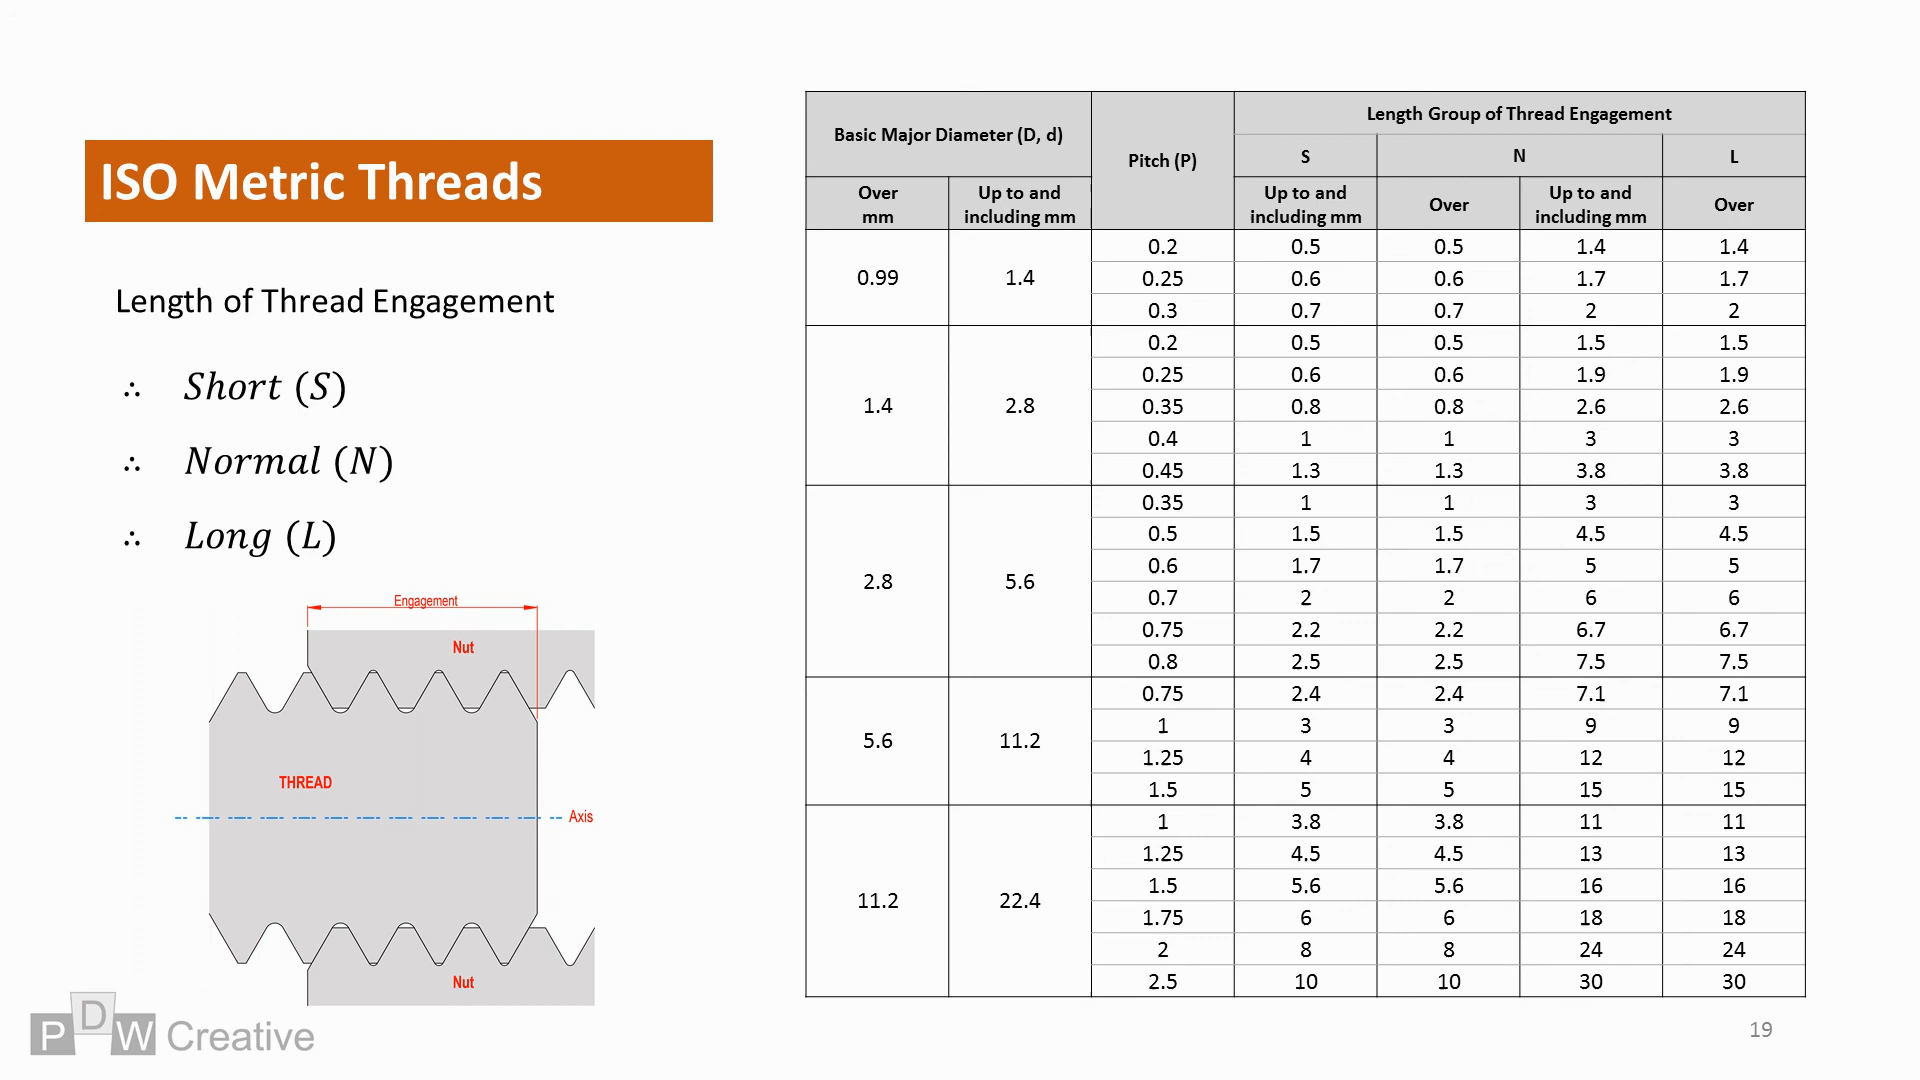 ISO Metric Threads
Length of Thread Engagement
∴ Short (S)
∴ Normal (N)
∴ Long (L)
Engagement
Nut
THREAD
Axis
Nut
PDW Creative
Basic Major Diameter (D, d) Pitch (P) Length Group of Thread Engagement
S N L
Over mm Up to and including mm Up to and including mm Over Up to and including mm Over
0.99 1.4 0.2 0.5 0.5 1.4 1.4
0.25 0.6 0.6 1.7 1.7
0.3 0.7 0.7 2 2
1.4 2.8 0.2 0.5 0.5 1.5 1.5
0.25 0.6 0.6 1.9 1.9
0.35 0.8 0.8 2.6 2.6
0.4 1 1 3 3
0.45 1.3 1.3 3.8 3.8
2.8 5.6 0.35 1 1 3 3
0.5 1.5 1.5 4.5 4.5
0.6 1.7 1.7 5 5
0.7 2 2 6 6
0.75 2.2 2.2 6.7 6.7
0.8 2.5 2.5 7.5 7.5
5.6 11.2 0.75 2.4 2.4 7.1 7.1
1 3 3 9 9
1.25 4 4 12 12
1.5 5 5 15 15
11.2 22.4 1 3.8 3.8 11 11
1.25 4.5 4.5 13 13
1.5 5.6 5.6 16 16
1.75 6 6 18 18
2 8 8 24 24
2.5 10 10 30 30
19